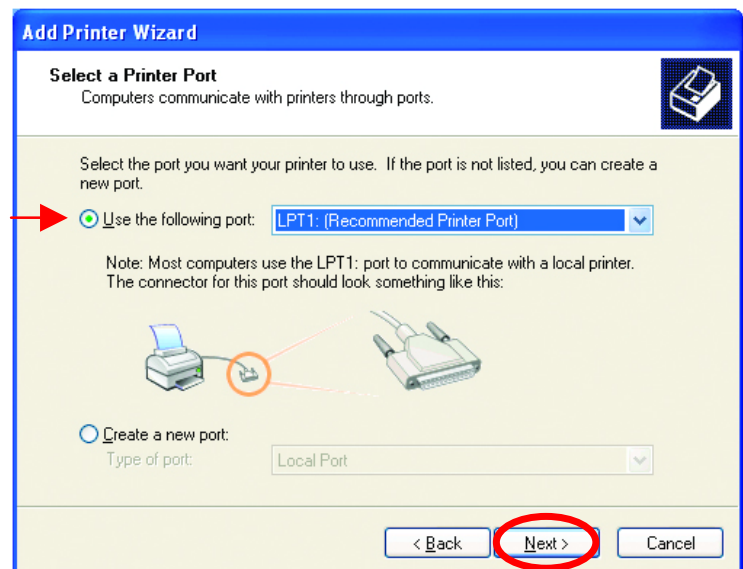 Add Printer Wizard
Select a Printer Port
Computers communicate with printers through ports.
Select the port you want your printer to use. If the port is not listed, you can create a
new port.
Use the following port:
LPT1: (Recommended Printer Port)
Note: Most computers use the LPT1: port to communicate with a local printer.
The connector for this port should look something like this:
Create a new port:
Type of port:
Local Port
< Back
Next >
Cancel